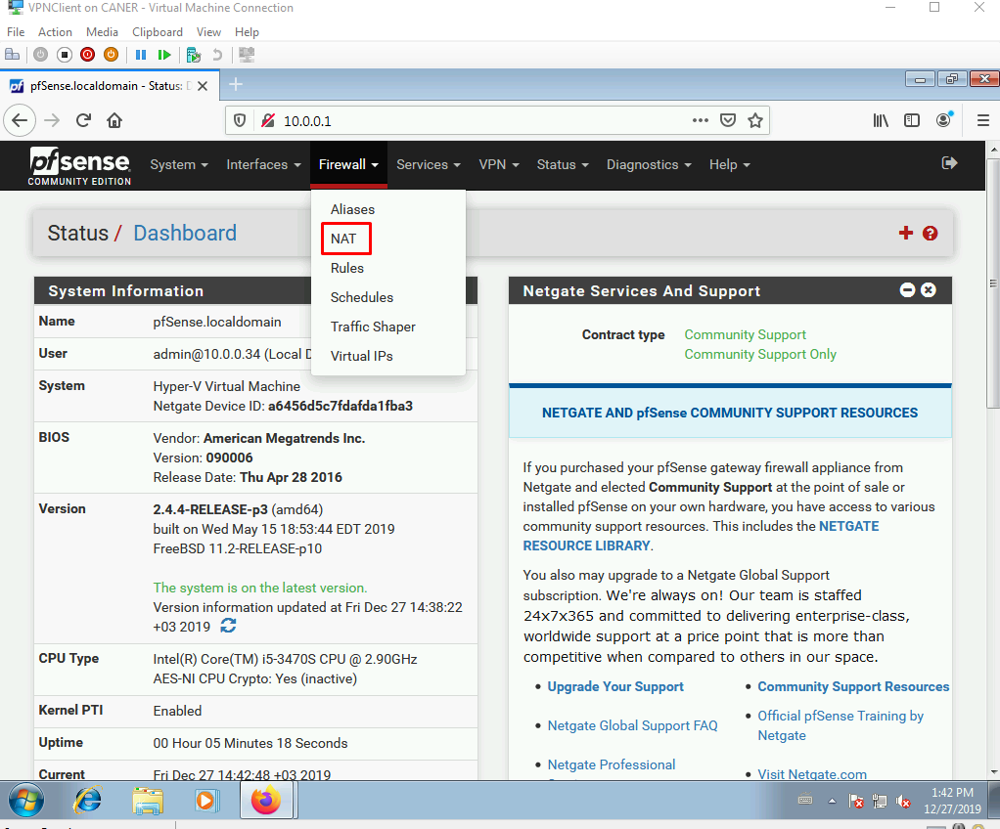 VPNClient on CANER - Virtual Machine Connection
File Action Media Clipboard View Help
pfSense.localdomain - Status: D
10.0.0.1
pfsense
COMMUNITY EDITION
System Interfaces Firewall Services VPN Status Diagnostics Help
Aliases
NAT
Rules
Schedules
Traffic Shaper
Virtual IPs
Status / Dashboard
System Information
Name pfSense.localdomain
User admin@10.0.0.34 (Local D
System Hyper-V Virtual Machine
Netgate Device ID: a6456d5c7fdafda1fba3
BIOS Vendor: American Megatrends Inc.
Version: 090006
Release Date: Thu Apr 28 2016
Version 2.4.4-RELEASE-p3 (amd64)
built on Wed May 15 18:53:44 EDT 2019
FreeBSD 11.2-RELEASE-p10
The system is on the latest version.
Version information updated at Fri Dec 27 14:38:22
+03 2019
CPU Type Intel(R) Core(TM) i5-3470S CPU @ 2.90GHz
AES-NI CPU Crypto: Yes (inactive)
Kernel PTI Enabled
Uptime 00 Hour 05 Minutes 18 Seconds
Current Fri Dec 27 14:42:48 +03 2019
Netgate Services And Support
Contract type Community Support
Community Support Only
NETGATE AND pfSense COMMUNITY SUPPORT RESOURCES
If you purchased your pfSense gateway firewall appliance from
Netgate and elected Community Support at the point of sale or
installed pfSense on your own hardware, you have access to various
community support resources. This includes the NETGATE
RESOURCE LIBRARY.
You also may upgrade to a Netgate Global Support
subscription. We're always on! Our team is staffed
24x7x365 and committed to delivering enterprise-class,
worldwide support at a price point that is more than
competitive when compared to others in our space.
Upgrade Your Support
Netgate Global Support FAQ
Netgate Professional
Community Support Resources
Official pfSense Training by
Netgate
Visit Netgate.com
1:42 PM
12/27/2019